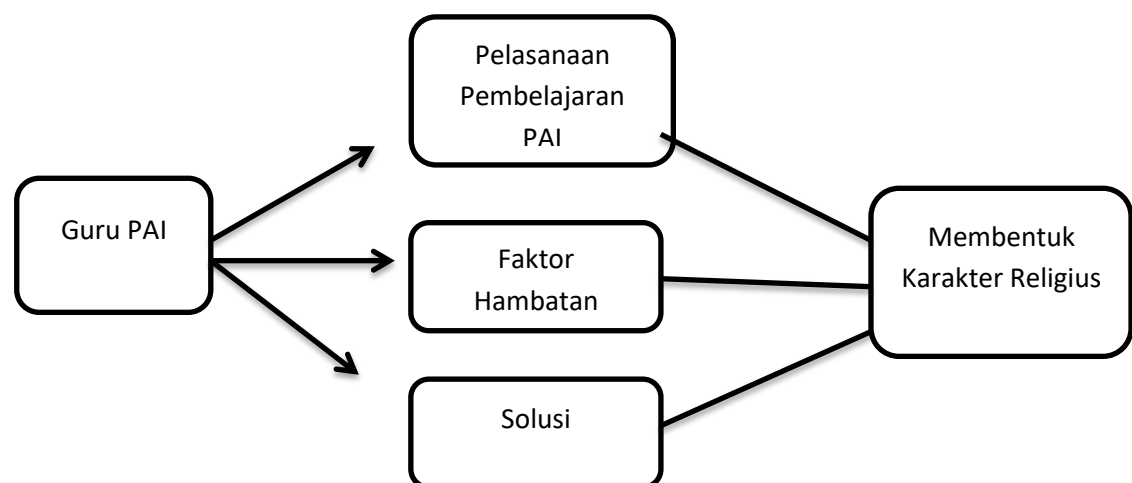 Pelasanaan
Pembelajaran
PAI
Guru PAI
Faktor
Hambatan
Membentuk
Karakter Religius
Solusi